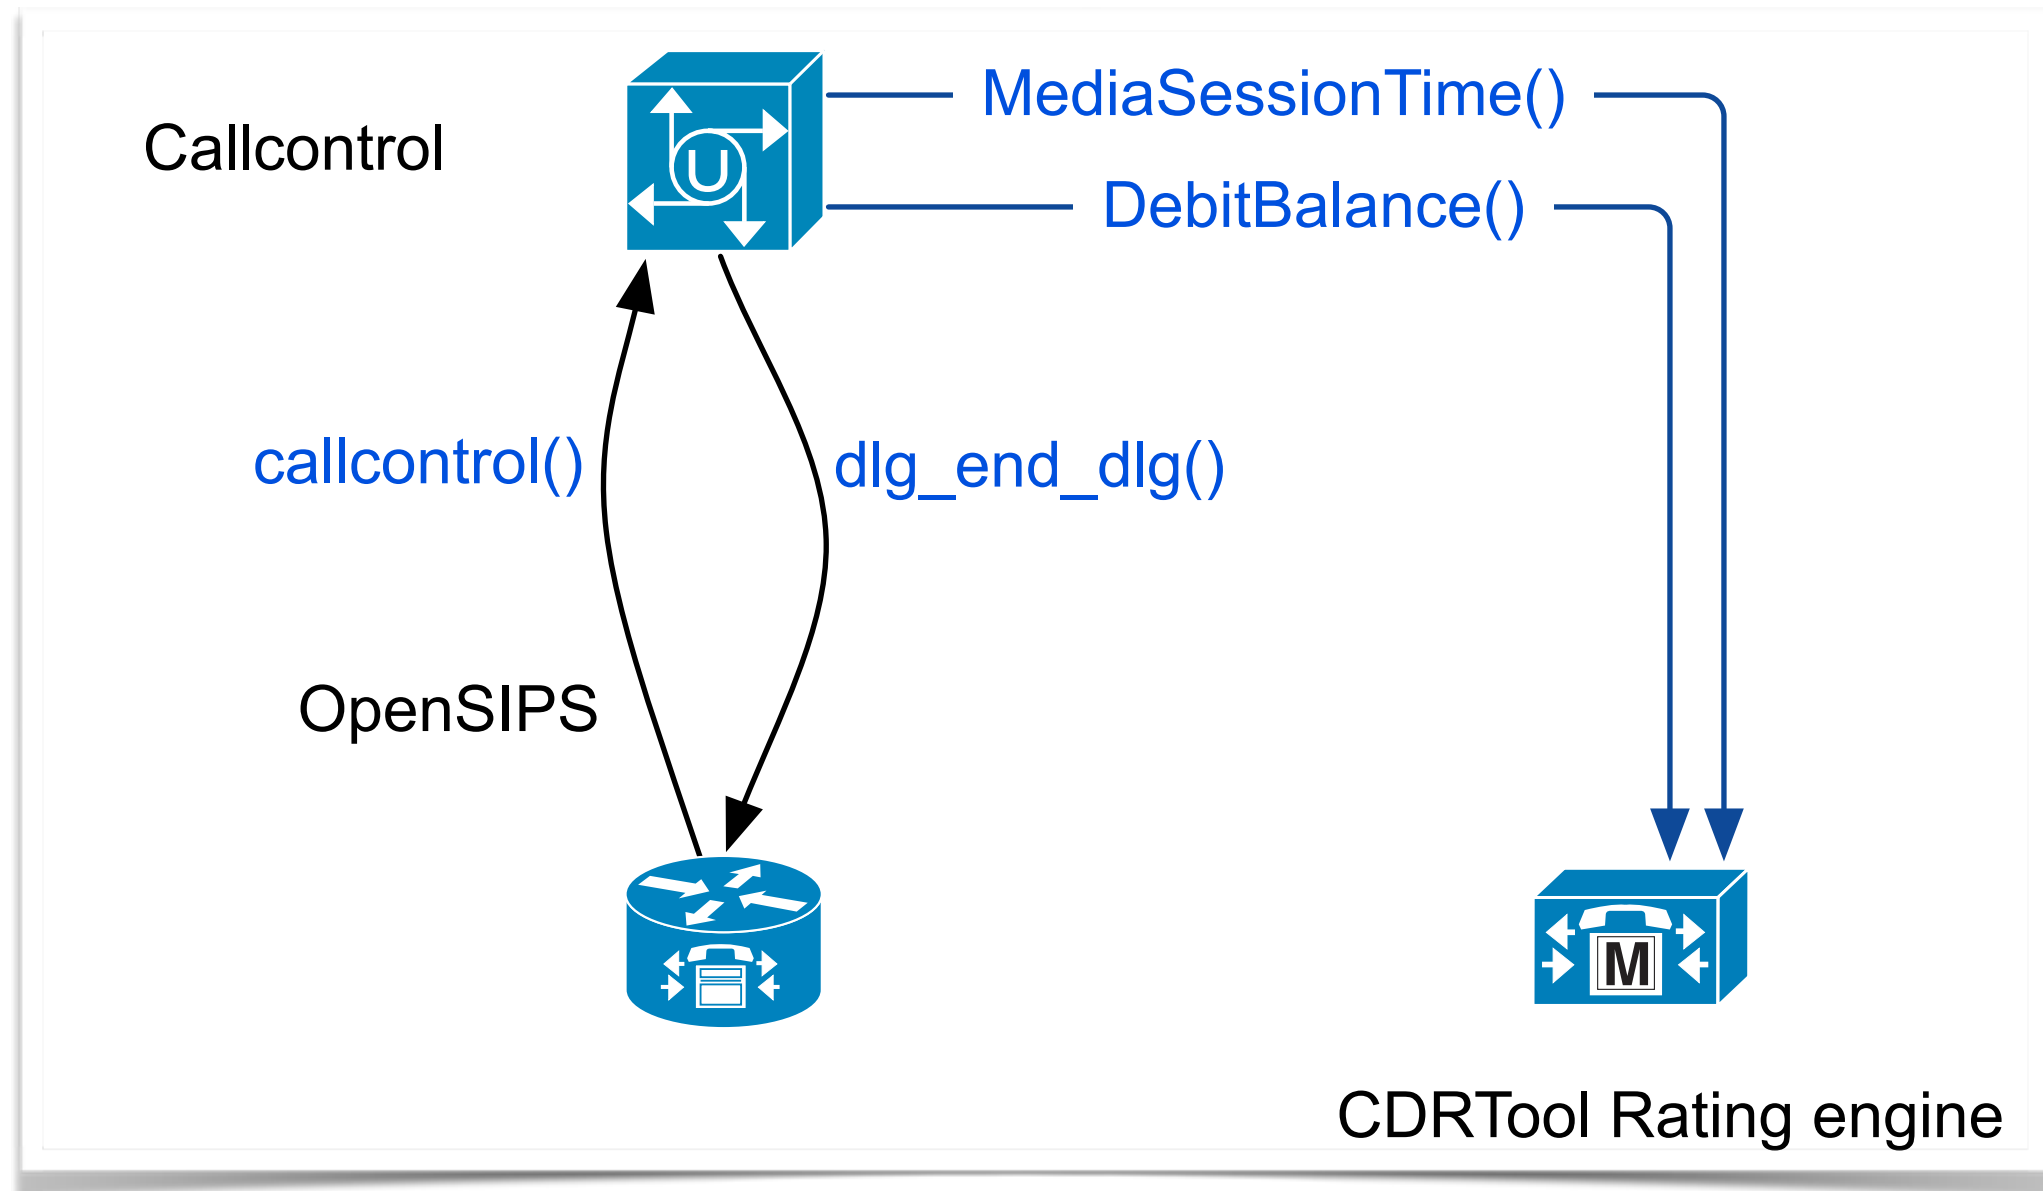 MediaSessionTime()
Callcontrol
U
DebitBalance()
callcontrol()
dlg_end_dlg()
OpenSIPS
M
CDRTool Rating engine